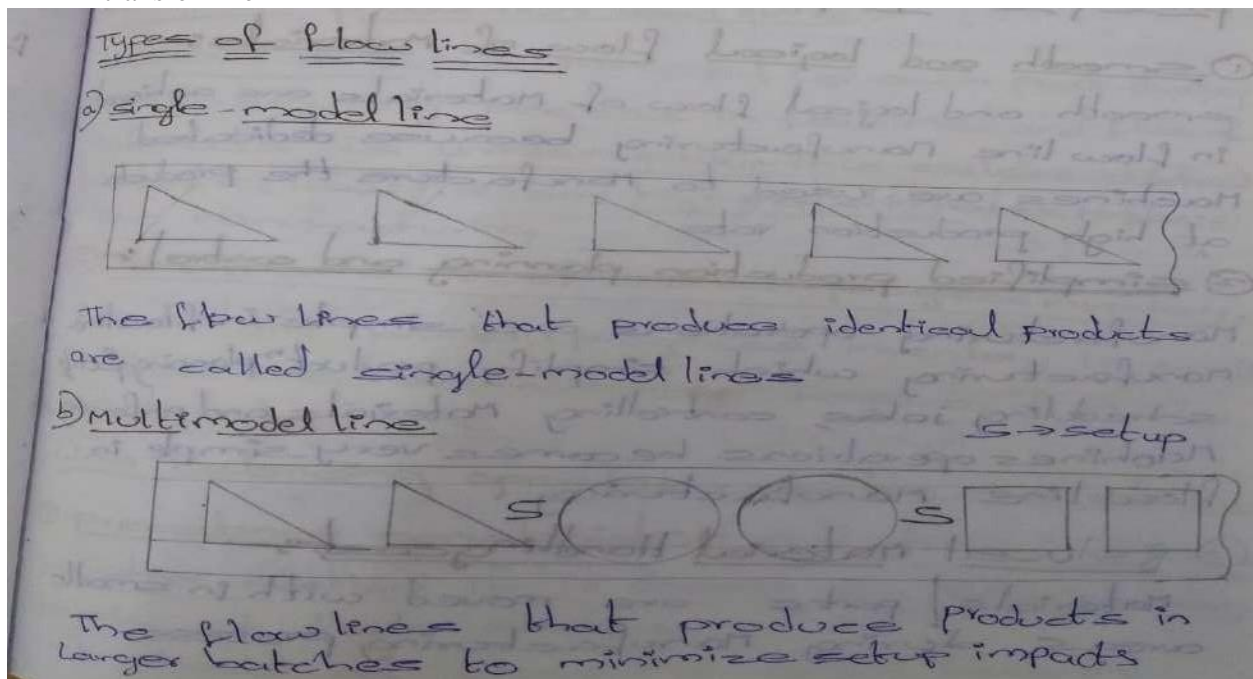 Types of flow lines
a) single-model line
The flow lines that produce identical products
are called single-model lines
b) Multimodel line
S → setup
S S
The flow lines that produce products in
Larger batches to minimize setup impacts